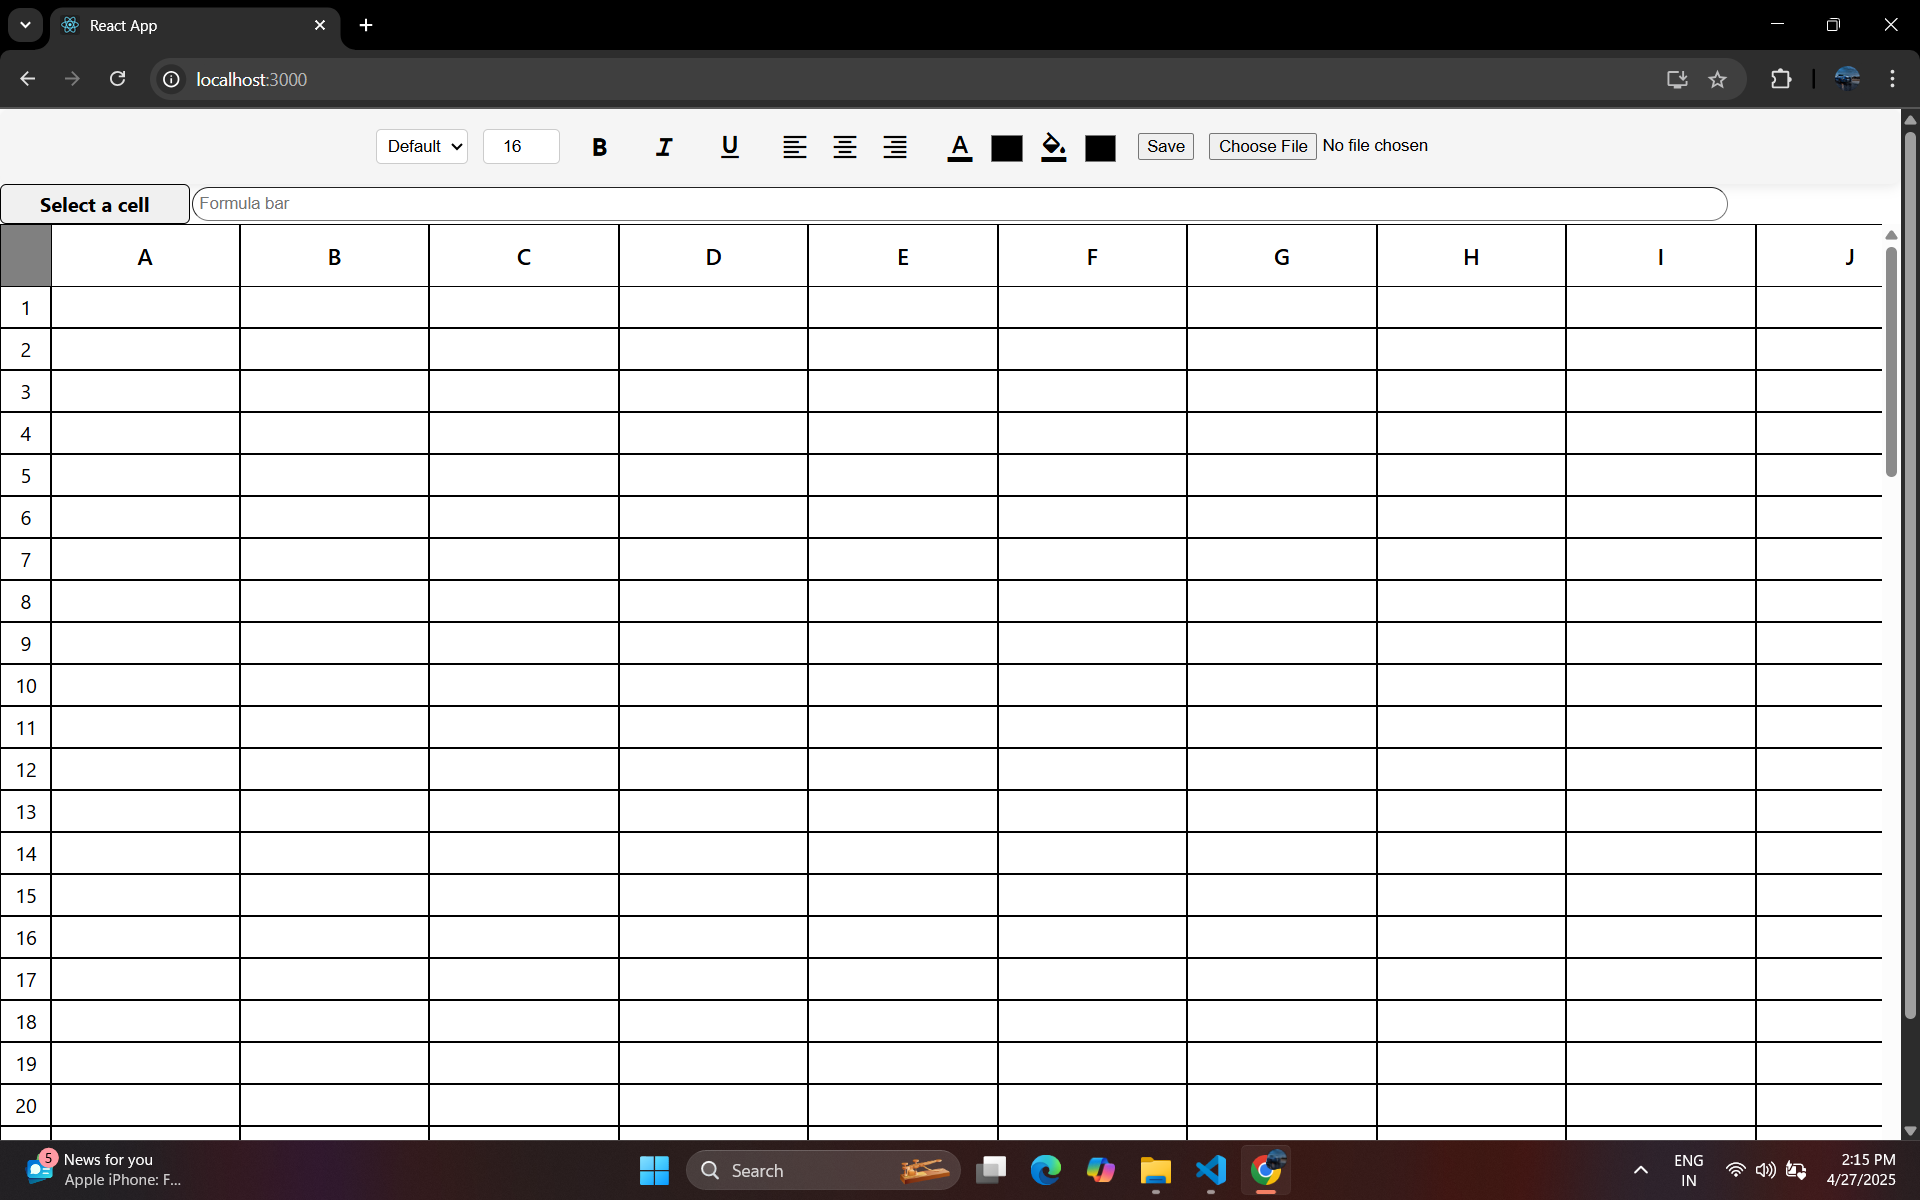 React App
localhost:3000
Default 16 B I U A Save Choose File No file chosen
Select a cell Formula bar
A B C D E F G H I J
1
2
3
4
5
6
7
8
9
10
11
12
13
14
15
16
17
18
19
20
5 News for you
Apple iPhone: F...
Search
ENG
IN
2:15 PM
4/27/2025